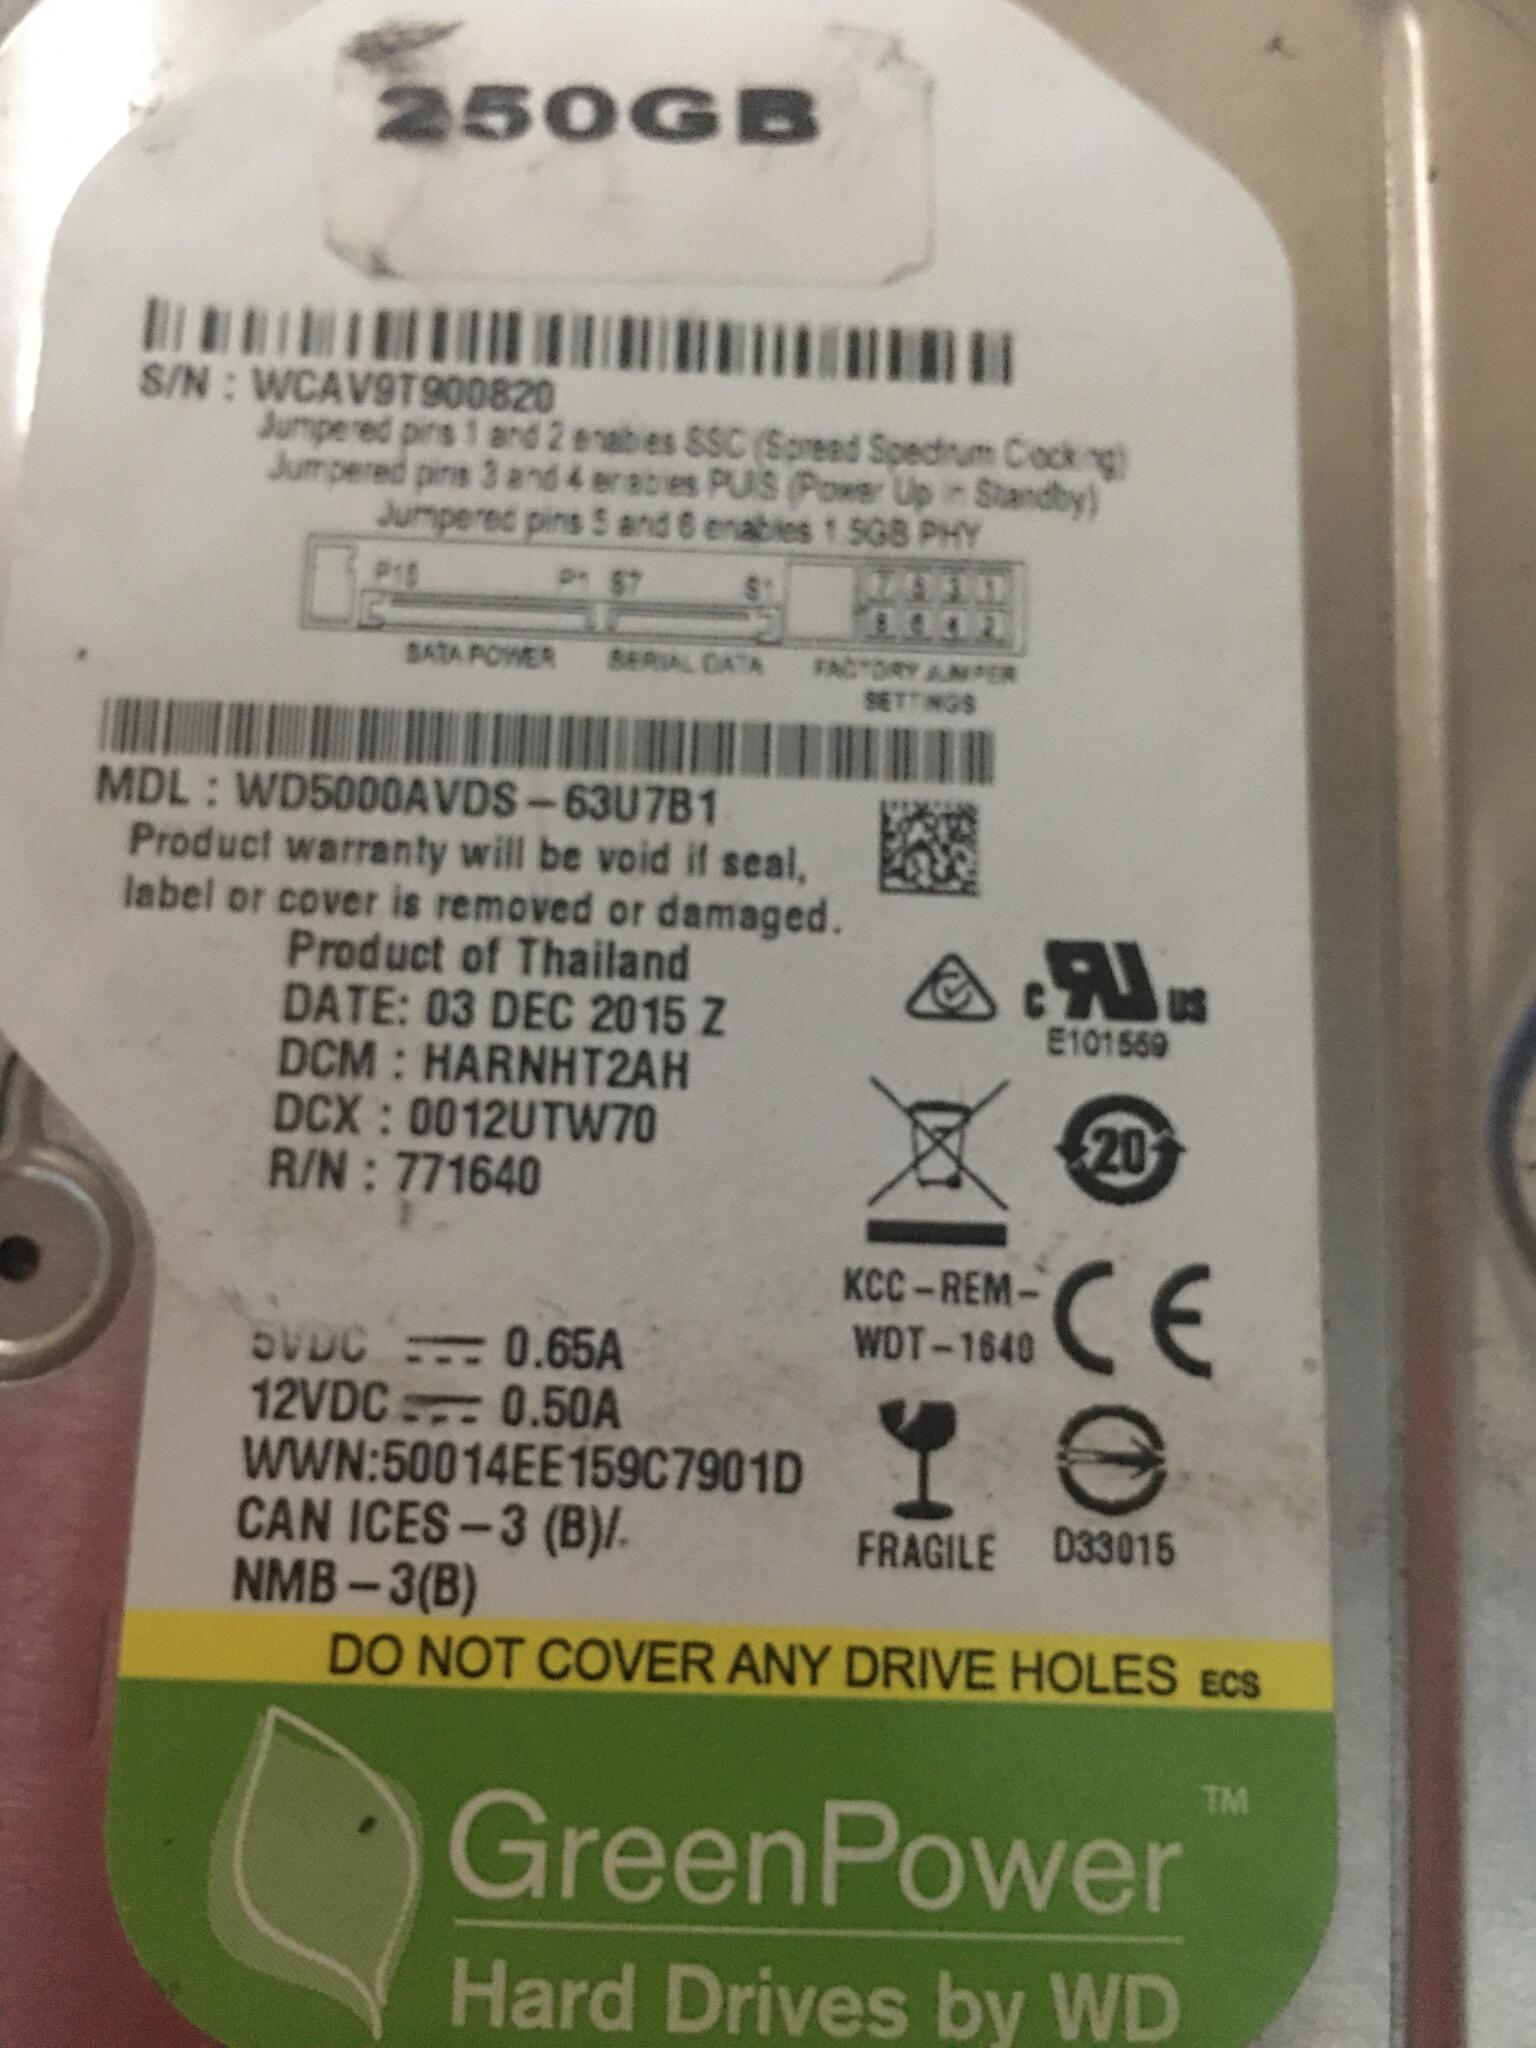 250GB
S/N : WCAV9T900820
Jumpered pins 1 and 2 enables SSC (Spread Spectrum Clocking)
Jumpered pins 3 and 4 enables PUIS (Power Up in Standby)
Jumpered pins 5 and 6 enables 1.5GB PHY
P15 P1 S7 S1 7 5 3 1
8 6 4 2
SATA POWER SERIAL DATA FACTORY JUMPER
SETTINGS
MDL : WD5000AVDS – 63U7B1
Product warranty will be void if seal,
label or cover is removed or damaged.
Product of Thailand
DATE: 03 DEC 2015 Z
DCM : HARNHT2AH
DCX : 0012UTW70
R/N : 771640
c RU us
E101559
20
KCC – REM –
WDT – 1640
CE
5VDC 0.65A
12VDC 0.50A
WWN:50014EE159C7901D
CAN ICES – 3 (B)/
NMB – 3(B)
FRAGILE
D33015
DO NOT COVER ANY DRIVE HOLES ECS
GreenPower™
Hard Drives by WD